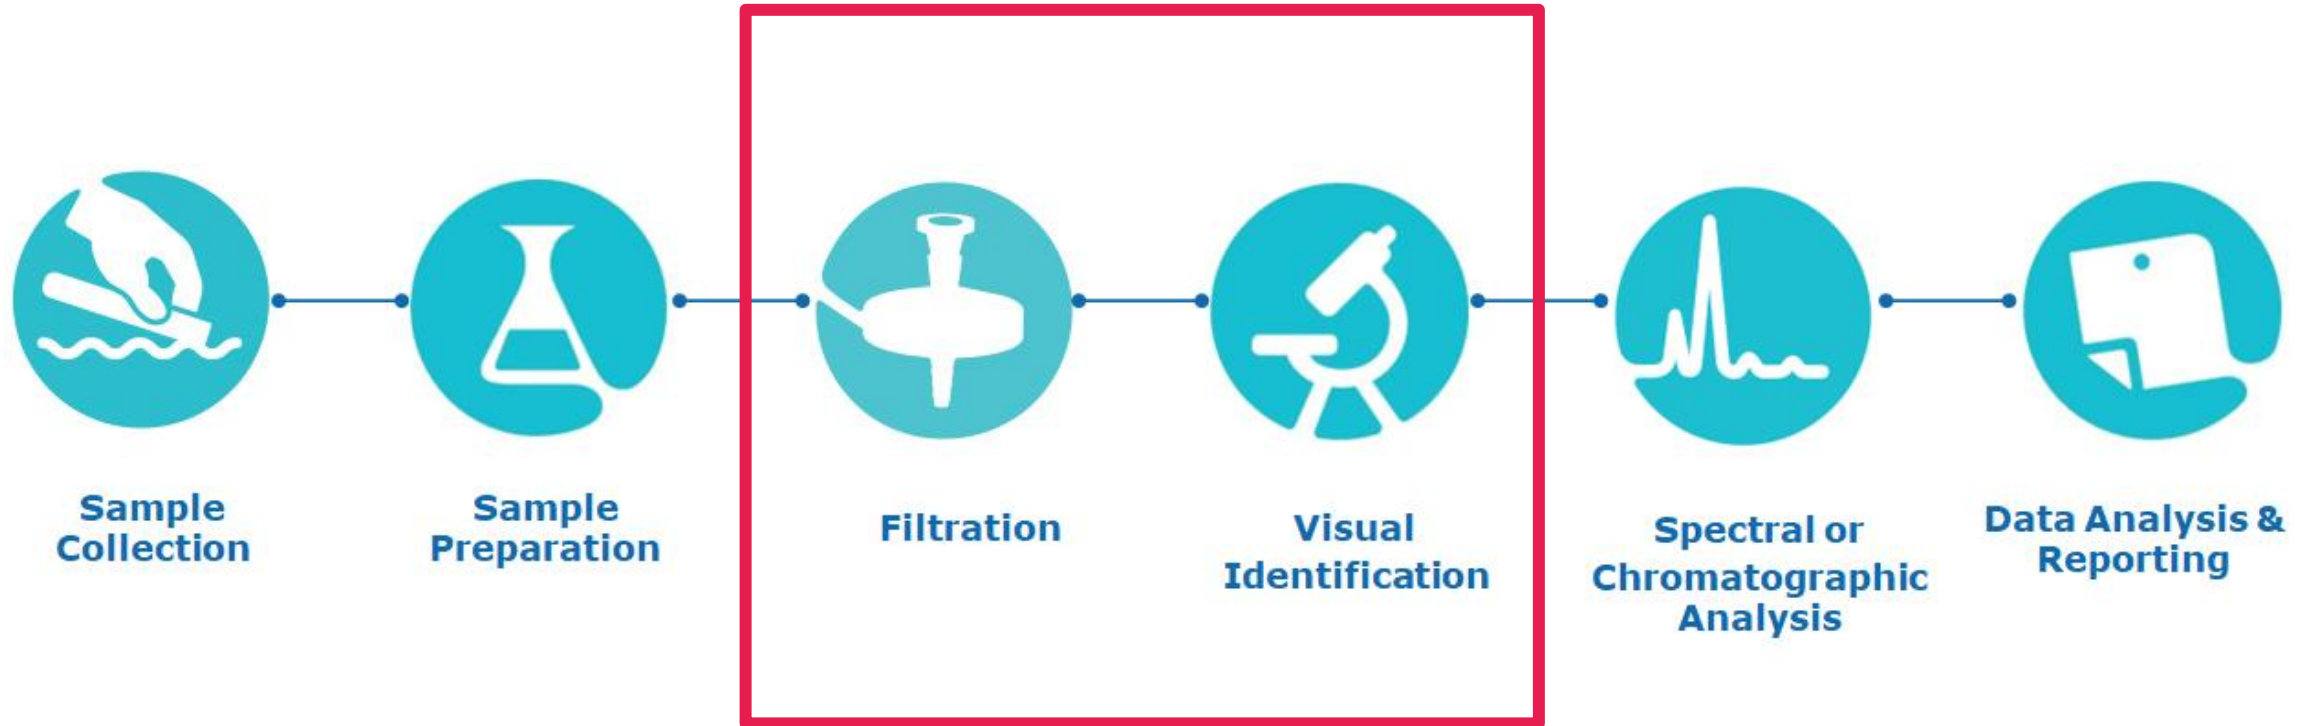 Sample
Collection
Sample
Preparation
Filtration
Visual
Identification
Spectral or
Chromatographic
Analysis
Data Analysis &
Reporting